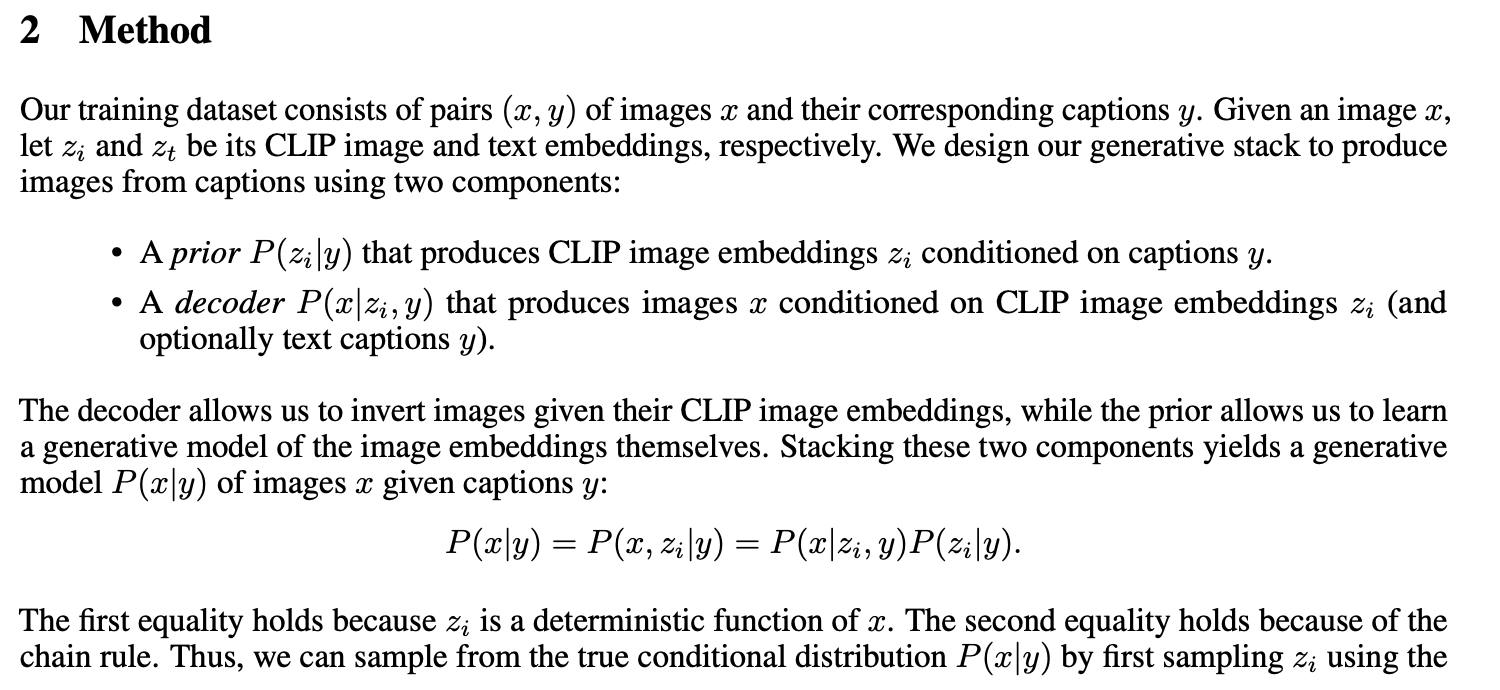 2 Method
Our training dataset consists of pairs (x, y) of images x and their corresponding captions y. Given an image x,
let z_i and z_t be its CLIP image and text embeddings, respectively. We design our generative stack to produce
images from captions using two components:
• A prior P(z_i|y) that produces CLIP image embeddings z_i conditioned on captions y.
• A decoder P(x|z_i, y) that produces images x conditioned on CLIP image embeddings z_i (and
optionally text captions y).
The decoder allows us to invert images given their CLIP image embeddings, while the prior allows us to learn
a generative model of the image embeddings themselves. Stacking these two components yields a generative
model P(x|y) of images x given captions y:
P(x|y) = P(x, z_i|y) = P(x|z_i, y)P(z_i|y).
The first equality holds because z_i is a deterministic function of x. The second equality holds because of the
chain rule. Thus, we can sample from the true conditional distribution P(x|y) by first sampling z_i using the